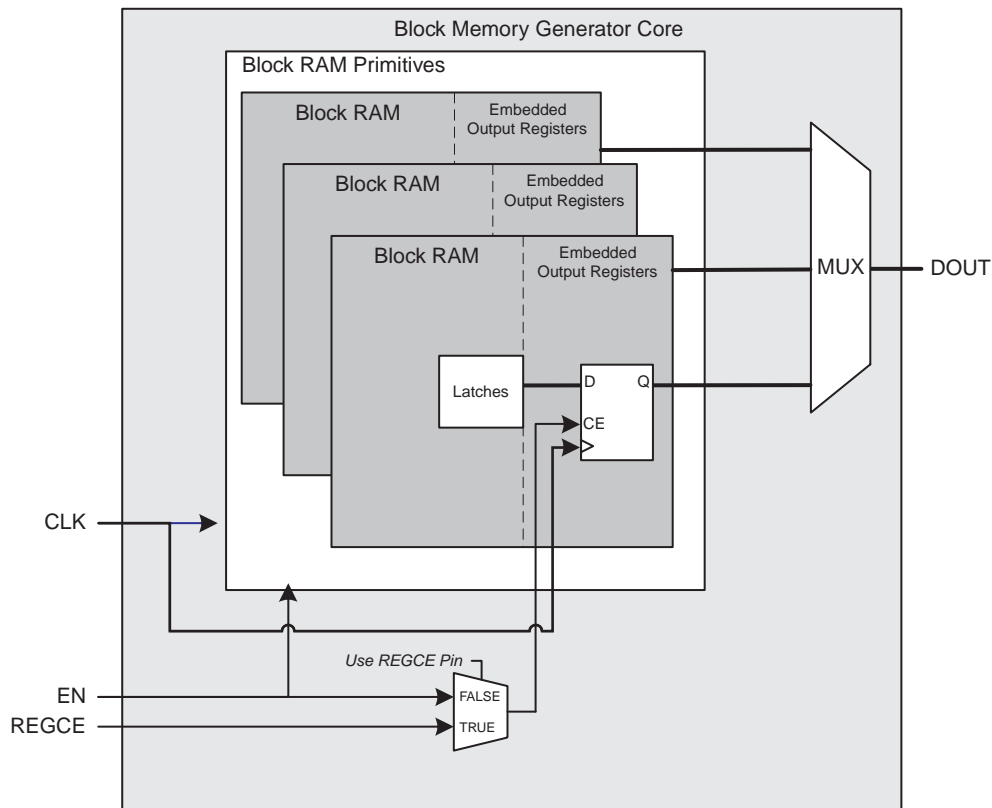 Block Memory Generator Core
Block RAM Primitives
Block RAM
Embedded
Output Registers
Block RAM
Embedded
Output Registers
Block RAM
Embedded
Output Registers
MUX
DOUT
Latches
D
Q
CE
CLK
Use REGCE Pin
EN
FALSE
REGCE
TRUE